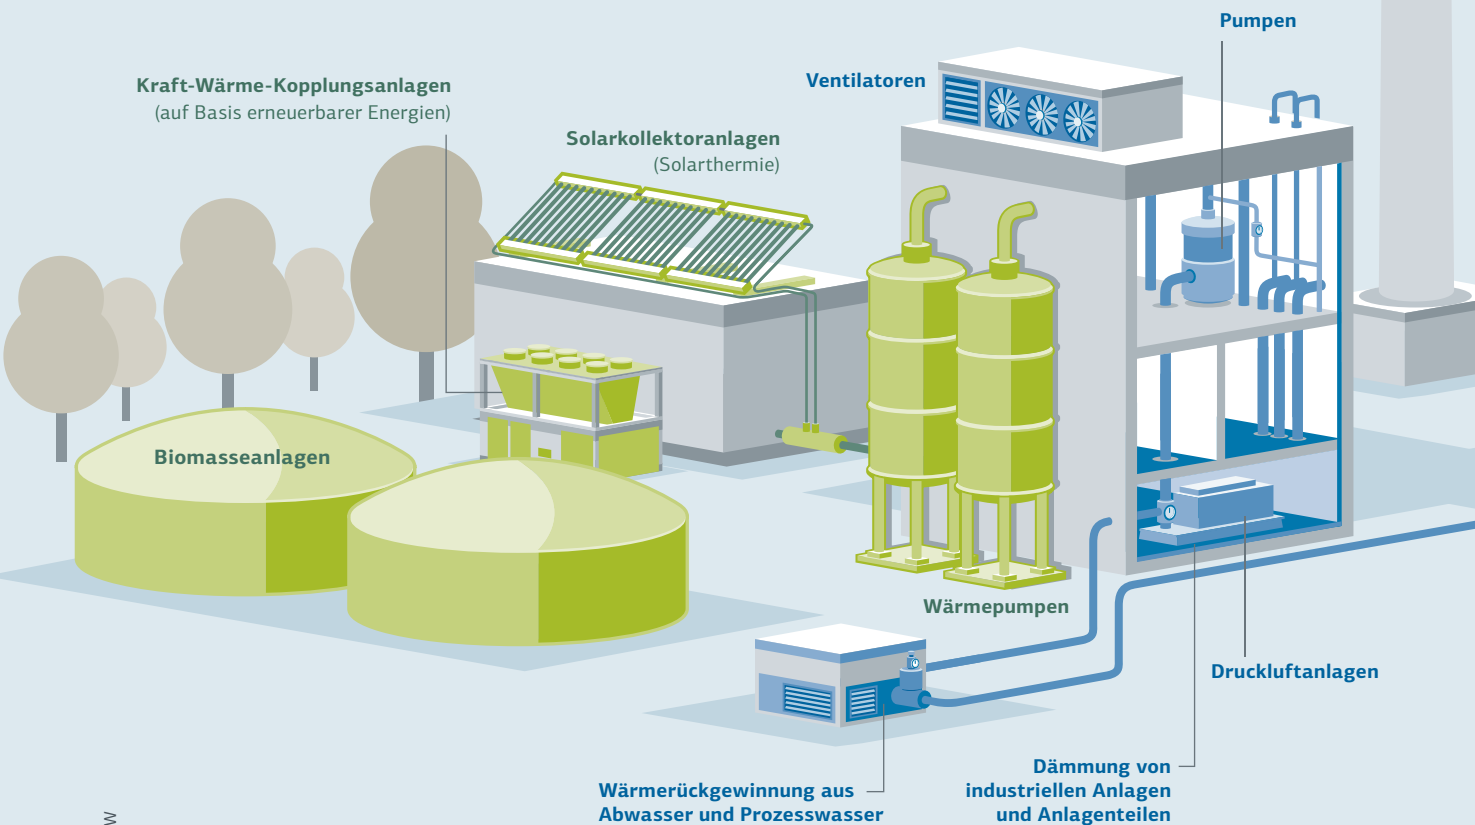 Pumpen
Ventilatoren
Kraft-Wärme-Kopplungsanlagen
(auf Basis erneuerbarer Energien)
Solarkollektoranlagen
(Solarthermie)
Biomasseanlagen
Wärmepumpen
Druckluftanlagen
Dämmung von
industriellen Anlagen
und Anlagenteilen
Wärmerückgewinnung aus
Abwasser und Prozesswasser
W